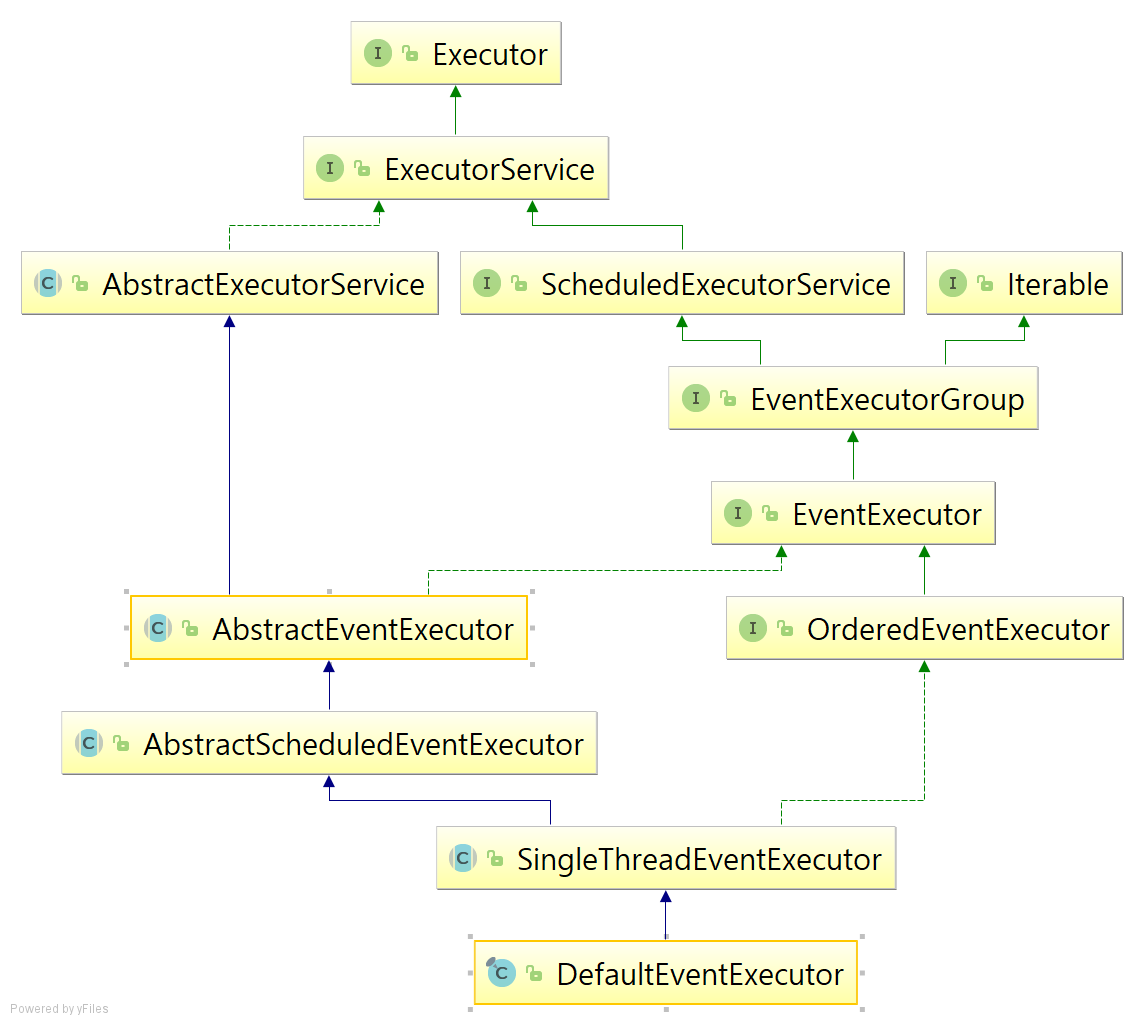 I Executor
I ExecutorService
C AbstractExecutorService
I ScheduledExecutorService
I Iterable
I EventExecutorGroup
I EventExecutor
C AbstractEventExecutor
I OrderedEventExecutor
C AbstractScheduledEventExecutor
C SingleThreadEventExecutor
C DefaultEventExecutor
Powered by yFiles